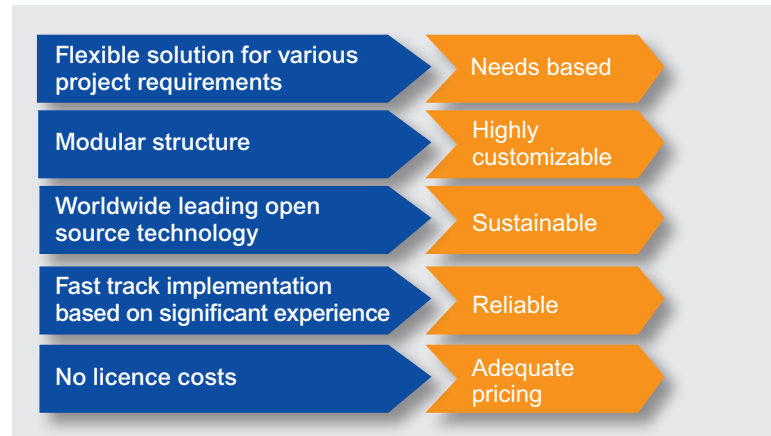 Flexible solution for various
project requirements
Needs based
Modular structure
Highly
customizable
Worldwide leading open
source technology
Sustainable
Fast track implementation
based on significant experience
Reliable
No licence costs
Adequate
pricing